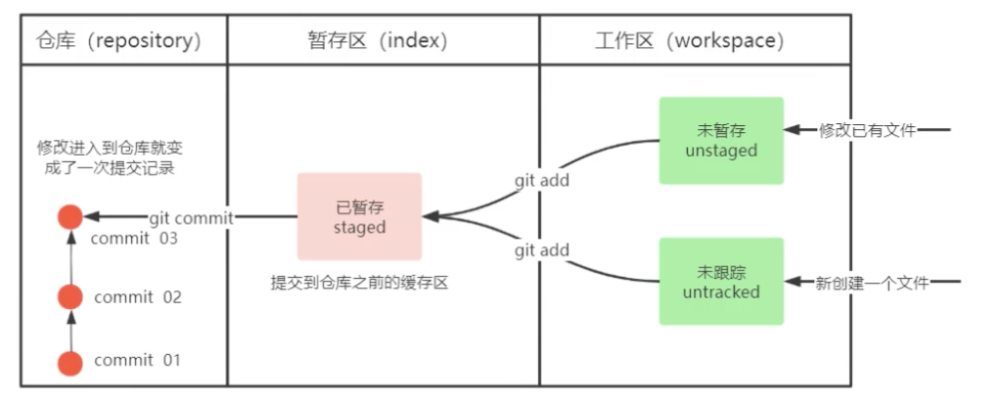 仓库（repository）
暂存区（index）
工作区（workspace）
修改进入到仓库就变
成了一次提交记录
git commit
commit 03
commit 02
commit 01
已暂存
staged
提交到仓库之前的缓存区
git add
git add
未暂存
unstaged
修改已有文件
未跟踪
untracked
新创建一个文件